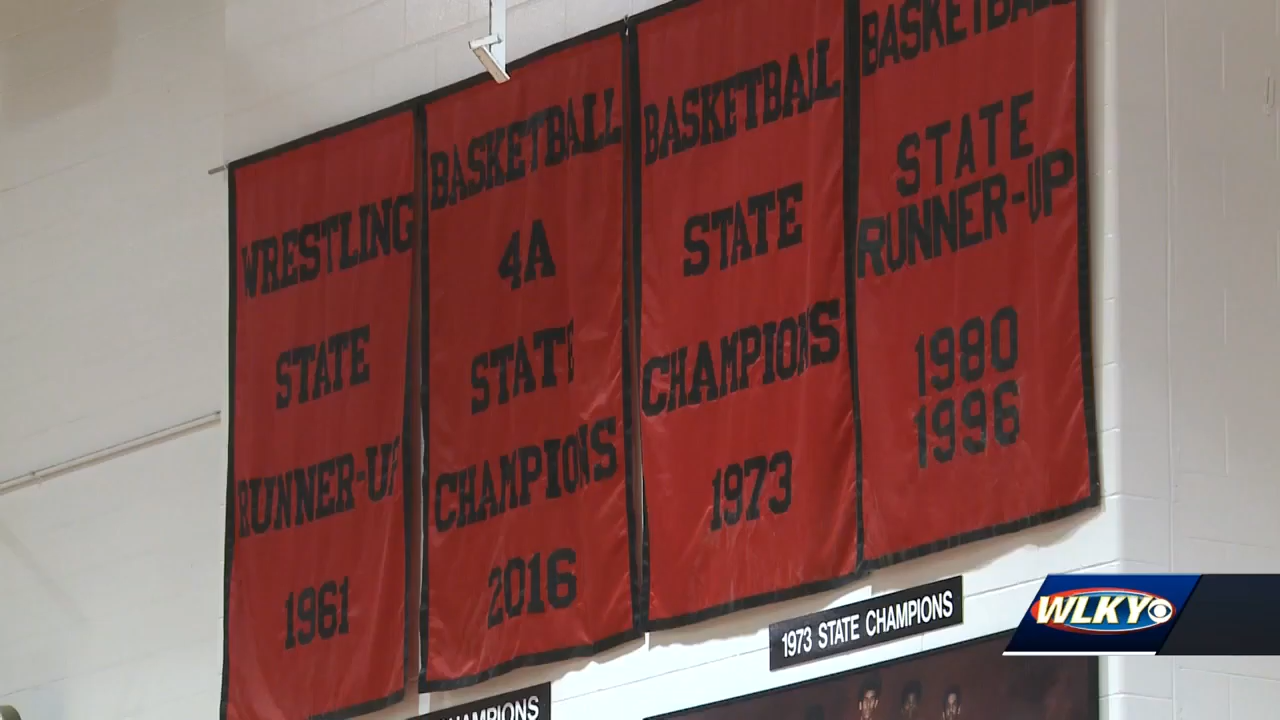 WRESTLING
STATE
RUNNER-UP
1961
BASKETBALL
4A
STATE
CHAMPIONS
2016
BASKETBALL
STATE
CHAMPIONS
1973
BASKETBALL
STATE
RUNNER-UP
1980
1996
1973 STATE CHAMPIONS
CHAMPIONS
WLKY